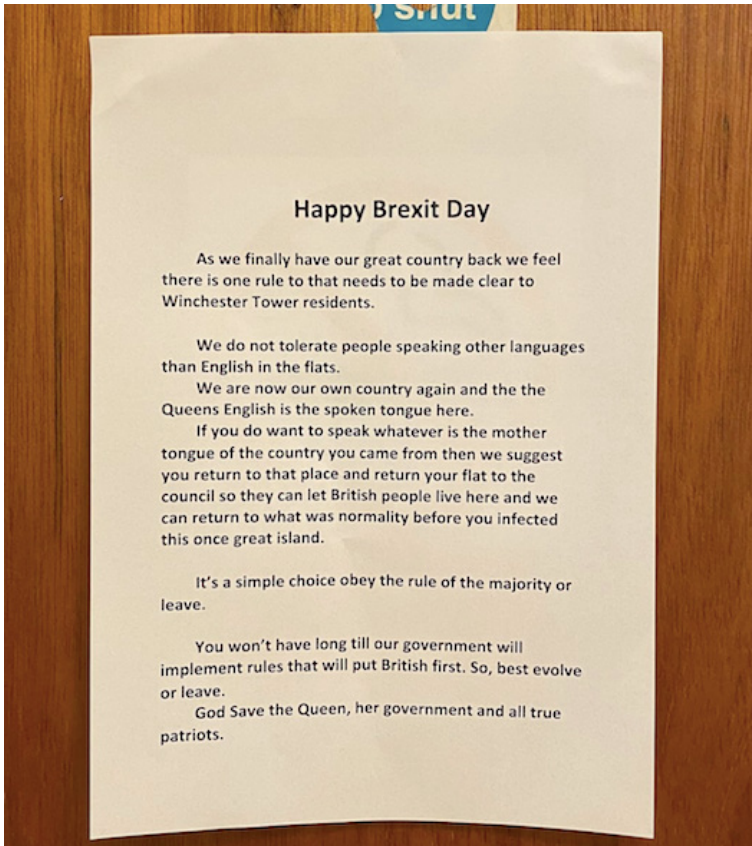 shut
Happy Brexit Day
As we finally have our great country back we feel
there is one rule to that needs to be made clear to
Winchester Tower residents.
We do not tolerate people speaking other languages
than English in the flats.
We are now our own country again and the the
Queens English is the spoken tongue here.
If you do want to speak whatever is the mother
tongue of the country you came from then we suggest
you return to that place and return your flat to the
council so they can let British people live here and we
can return to what was normality before you infected
this once great island.
It's a simple choice obey the rule of the majority or
leave.
You won't have long till our government will
implement rules that will put British first. So, best evolve
or leave.
God Save the Queen, her government and all true
patriots.